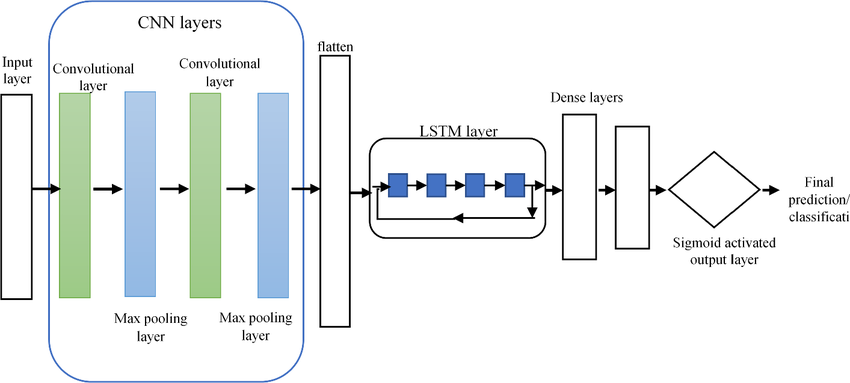 CNN layers
Input
layer
Convolutional
layer
Convolutional
layer
flatten
Max pooling
layer
Max pooling
layer
LSTM layer
Dense layers
Sigmoid activated
output layer
Final
prediction/
classificati